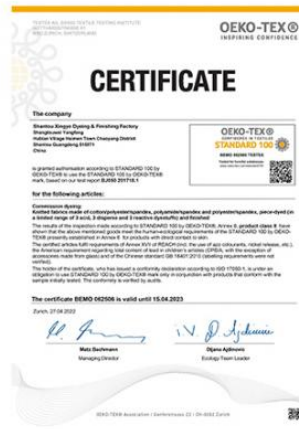 TESTEX AG, SWISS TEXTILE TESTING INSTITUTE
OEKO-TEX®
INSPIRING CONFIDENCE
CERTIFICATE
The company
Shantou Xingye Dyeing & Finishing Factory
Chaoyang District
Shantou Guangdong
China
OEKO-TEX®
CONFIDENCE IN TEXTILES
STANDARD 100
is granted authorisation according to STANDARD 100 by
OEKO-TEX® to use the STANDARD 100 by OEKO-TEX®
mark, based on our test report
for the following articles:
Commission dyeing:
Knitted fabrics made of cotton/polyester/spandex, polyamide/spandex and polyester/spandex, piece-dyed (in
a limited range of 3 acid, 3 disperse and 3 reactive dyestuffs) and finished
The results of the inspection made according to STANDARD 100 by OEKO-TEX®, Annex 6, product class II have
shown that the above mentioned goods meet the human-ecological requirements of the STANDARD 100 by OEKO-
TEX® presently established in Annex 6 for products with direct contact to skin.
The certified articles fulfil requirements of Annex XVII of REACH (incl. the use of azo colourants, nickel release, etc.),
the American requirement regarding total content of lead in children's articles (CPSIA; with the exception of
accessories made from glass) and of the Chinese standard GB 18401:2010 (labelling requirements were not
verified).
The holder of the certificate, who has issued a conformity declaration according to ISO 17050-1, is under an
obligation to use the STANDARD 100 by OEKO-TEX® mark only in conjunction with products that conform with the
sample initially tested. The conformity is verified by audits.
The certificate BEMO 062506 is valid until 15.04.2023
Zurich, 27.04.2022
Marc Bachmann
Managing Director
Ecology Team Leader
OEKO-TEX® Association | Genferstrasse 23 | CH-8002 Zurich